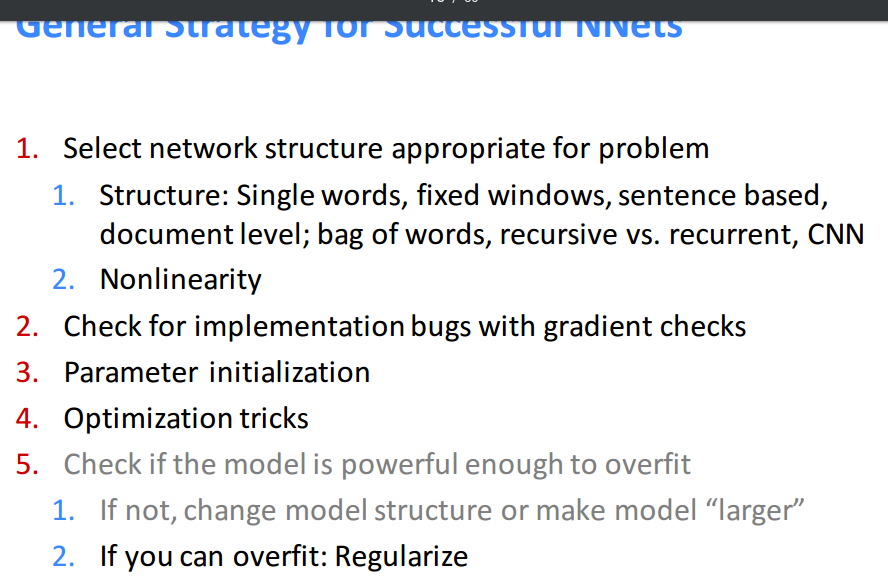 General Strategy for Successful NNets
1. Select network structure appropriate for problem
1. Structure: Single words, fixed windows, sentence based,
document level; bag of words, recursive vs. recurrent, CNN
2. Nonlinearity
2. Check for implementation bugs with gradient checks
3. Parameter initialization
4. Optimization tricks
5. Check if the model is powerful enough to overfit
1. If not, change model structure or make model “larger”
2. If you can overfit: Regularize